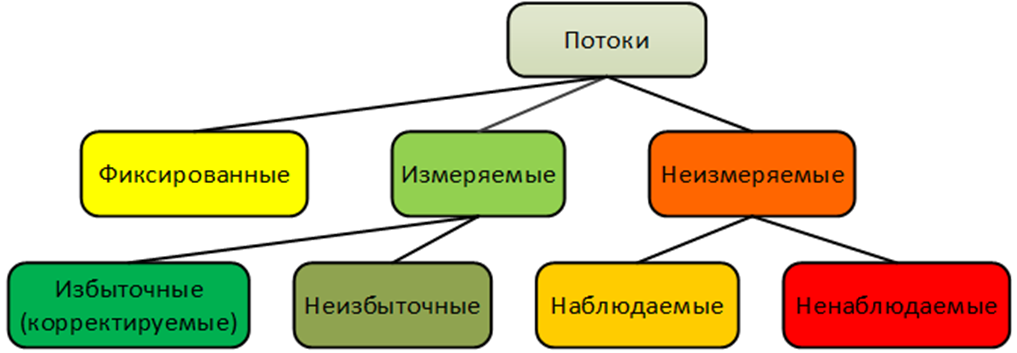 Потоки
Фиксированные
Измеряемые
Неизмеряемые
Избыточные
(корректируемые)
Неизбыточные
Наблюдаемые
Ненаблюдаемые